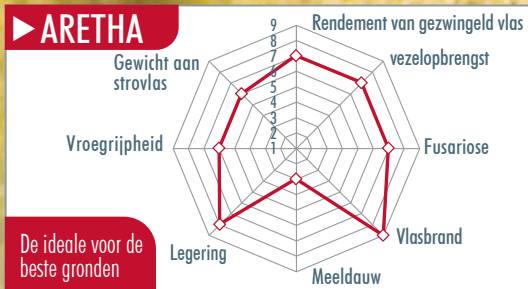 ARETHA
Rendement van gezwingeld vlas
vezelopbrengst
Fusariose
Vlasbrand
Meeldauw
Legering
Vroegrijpheid
Gewicht aan
strovlas
9
8
7
6
5
4
3
2
1
De ideale voor de
beste gronden